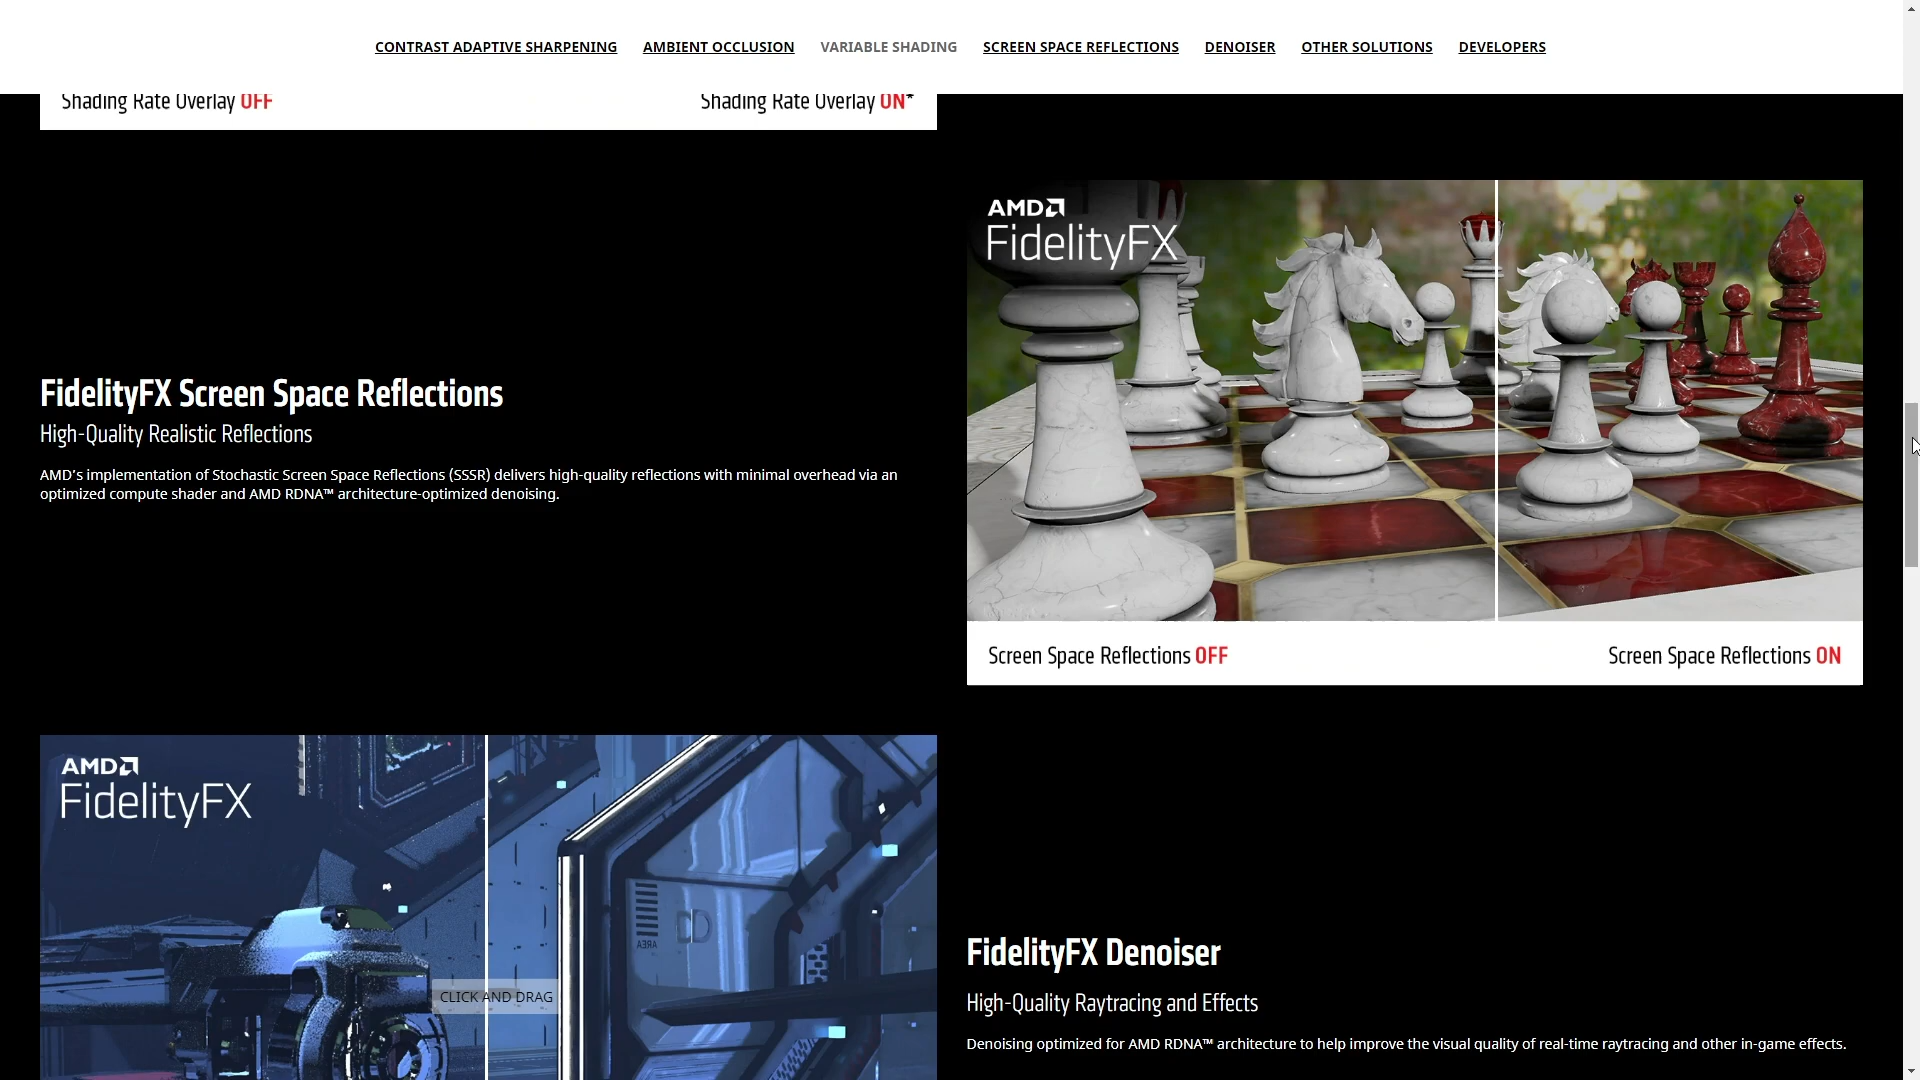 CONTRAST ADAPTIVE SHARPENING AMBIENT OCCLUSION VARIABLE SHADING SCREEN SPACE REFLECTIONS DENOISER OTHER SOLUTIONS DEVELOPERS
Shading Rate Overlay OFF
Shading Rate Overlay ON*
AMD
FidelityFX
FidelityFX Screen Space Reflections
High-Quality Realistic Reflections
AMD's implementation of Stochastic Screen Space Reflections (SSSR) delivers high-quality reflections with minimal overhead via an
optimized compute shader and AMD RDNA™ architecture-optimized denoising.
Screen Space Reflections OFF
Screen Space Reflections ON
AMD
FidelityFX
AREA
CLICK AND DRAG
FidelityFX Denoiser
High-Quality Raytracing and Effects
Denoising optimized for AMD RDNA™ architecture to help improve the visual quality of real-time raytracing and other in-game effects.